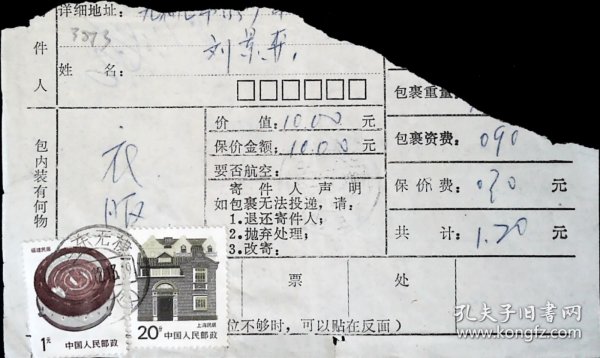 详细地址:
3873
件
刘景
人
姓 名:
包裹重量
包内装有何物
衣服
价 值: 10.00 元
保价金额: 10.00 元
要否航空:
寄件人声明
如包裹无法投递,请:
1.退还寄件人;
2.抛弃处理;
3.改寄:
包裹资费: 0.90 元
保 价 费: 0.30 元
共 计: 1.20 元
票 处
位不够时,可以贴在反面)
福建民居
1元
中国人民邮政
上海民居
20分 中国人民邮政
无锡
孔夫子旧书网
kongfz.com